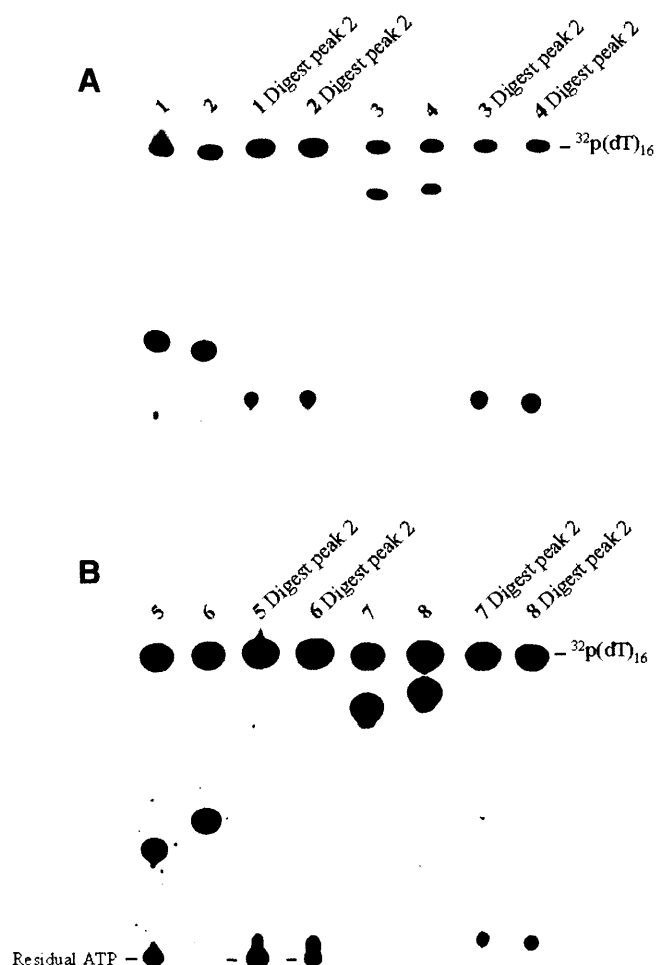 A
1 2 1 Digest peak 2 2 Digest peak 2 3 4 3 Digest peak 2 4 Digest peak 2
– ³²p(dT)₁₆
B
5 6 5 Digest peak 2 6 Digest peak 2 7 8 7 Digest peak 2 8 Digest peak 2
– ³²p(dT)₁₆
Residual ATP –